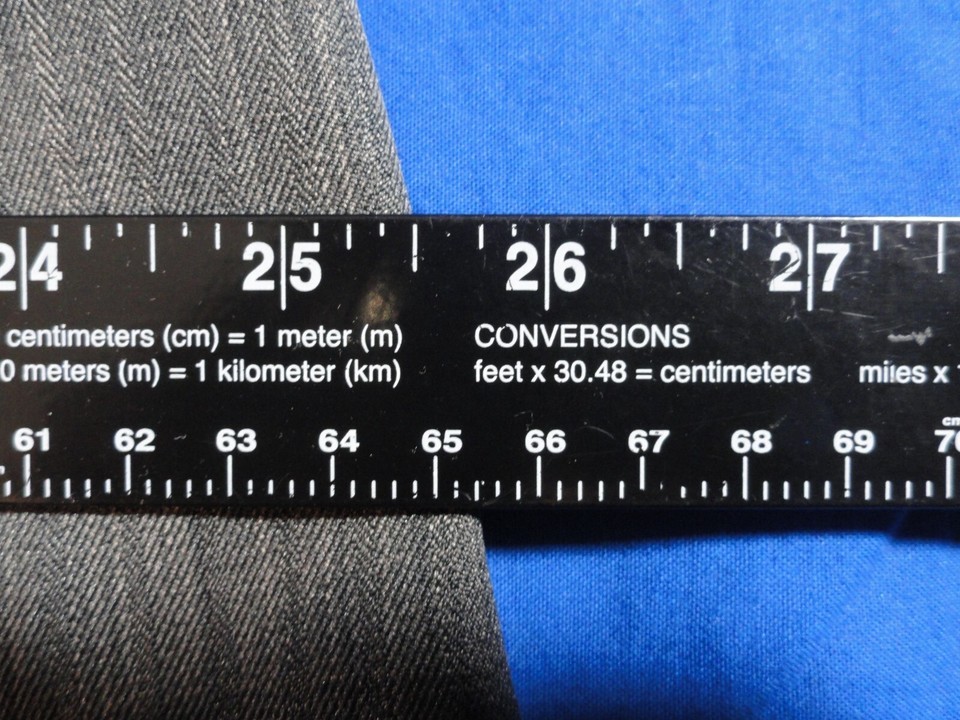 24 25 26 27
centimeters (cm) = 1 meter (m) CONVERSIONS
0 meters (m) = 1 kilometer (km) feet x 30.48 = centimeters miles x
cm
61 62 63 64 65 66 67 68 69 70